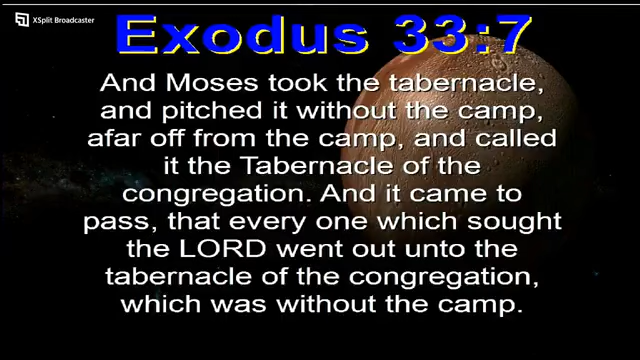 XSplit Broadcaster
Exodus 33:7
And Moses took the tabernacle,
and pitched it without the camp,
afar off from the camp, and called
it the Tabernacle of the
congregation. And it came to
pass, that every one which sought
the LORD went out unto the
tabernacle of the congregation,
which was without the camp.